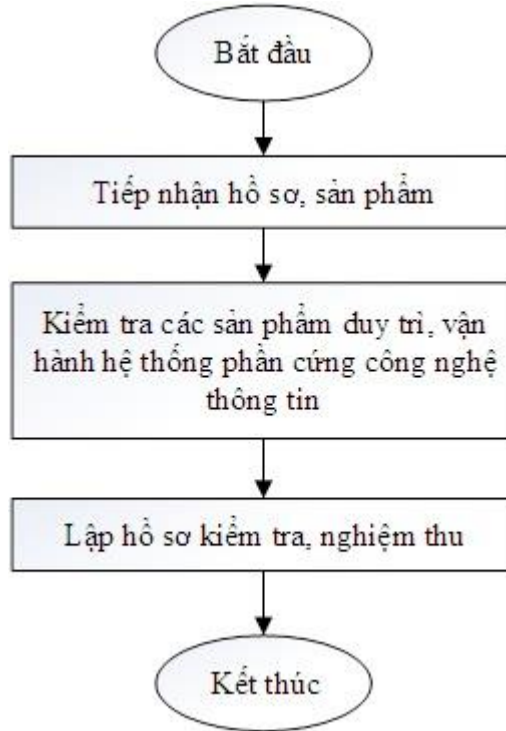 Bắt đầu
Tiếp nhận hồ sơ, sản phẩm
Kiểm tra các sản phẩm duy trì, vận
hành hệ thống phần cứng công nghệ
thông tin
Lập hồ sơ kiểm tra, nghiệm thu
Kết thúc